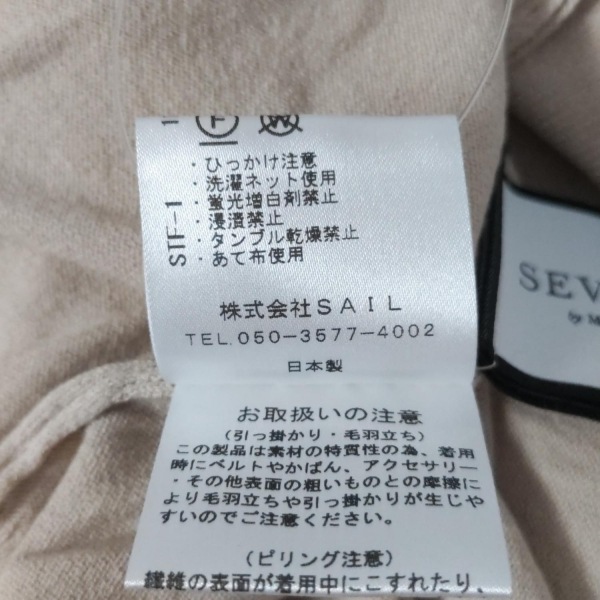 F W
・ひっかけ注意
・洗濯ネット使用
・蛍光増白剤禁止
・浸漬禁止
・タンブル乾燥禁止
・あて布使用
STF-1
株式会社SAIL
TEL.050-3577-4002
日本製
SEV
by M
お取扱いの注意
(引っ掛かり・毛羽立ち)
この製品は素材の特質性の為、着用
時にベルトやかばん、アクセサリー
・その他表面の粗いものとの摩擦に
より毛羽立ちや引っ掛かりが生じや
すいのでご注意ください。
(ピリング注意)
繊維の表面が着用中にこすれたり、